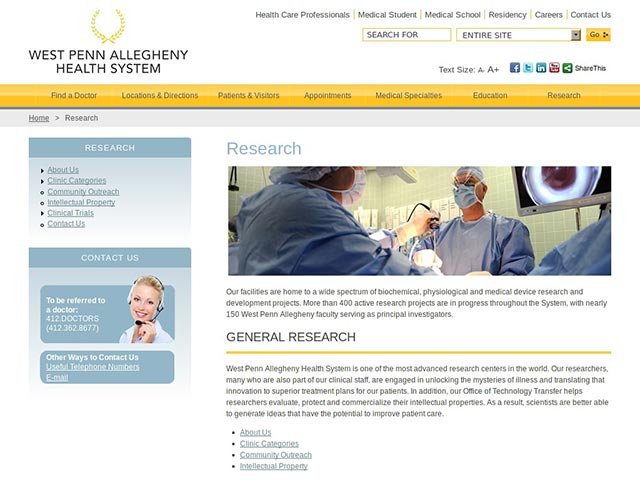 WEST PENN ALLEGHENY
HEALTH SYSTEM
Health Care Professionals | Medical Student | Medical School | Residency | Careers | Contact Us
SEARCH FOR
ENTIRE SITE
Go
Text Size: A- A+
ShareThis
Find a Doctor
Locations & Directions
Patients & Visitors
Appointments
Medical Specialties
Education
Research
Home > Research
RESEARCH
About Us
Clinic Categories
Community Outreach
Intellectual Property
Clinical Trials
Contact Us
CONTACT US
To be referred to
a doctor:
412.DOCTORS
(412.362.8677)
Other Ways to Contact Us
Useful Telephone Numbers
E-mail
Research
Our facilities are home to a wide spectrum of biochemical, physiological and medical device research and
development projects. More than 400 active research projects are in progress throughout the System, with nearly
150 West Penn Allegheny faculty serving as principal investigators.
GENERAL RESEARCH
West Penn Allegheny Health System is one of the most advanced research centers in the world. Our researchers,
many who are also part of our clinical staff, are engaged in unlocking the mysteries of illness and translating that
innovation to superior treatment plans for our patients. In addition, our Office of Technology Transfer helps
researchers evaluate, protect and commercialize their intellectual properties. As a result, scientists are better able
to generate ideas that have the potential to improve patient care.
About Us
Clinic Categories
Community Outreach
Intellectual Property